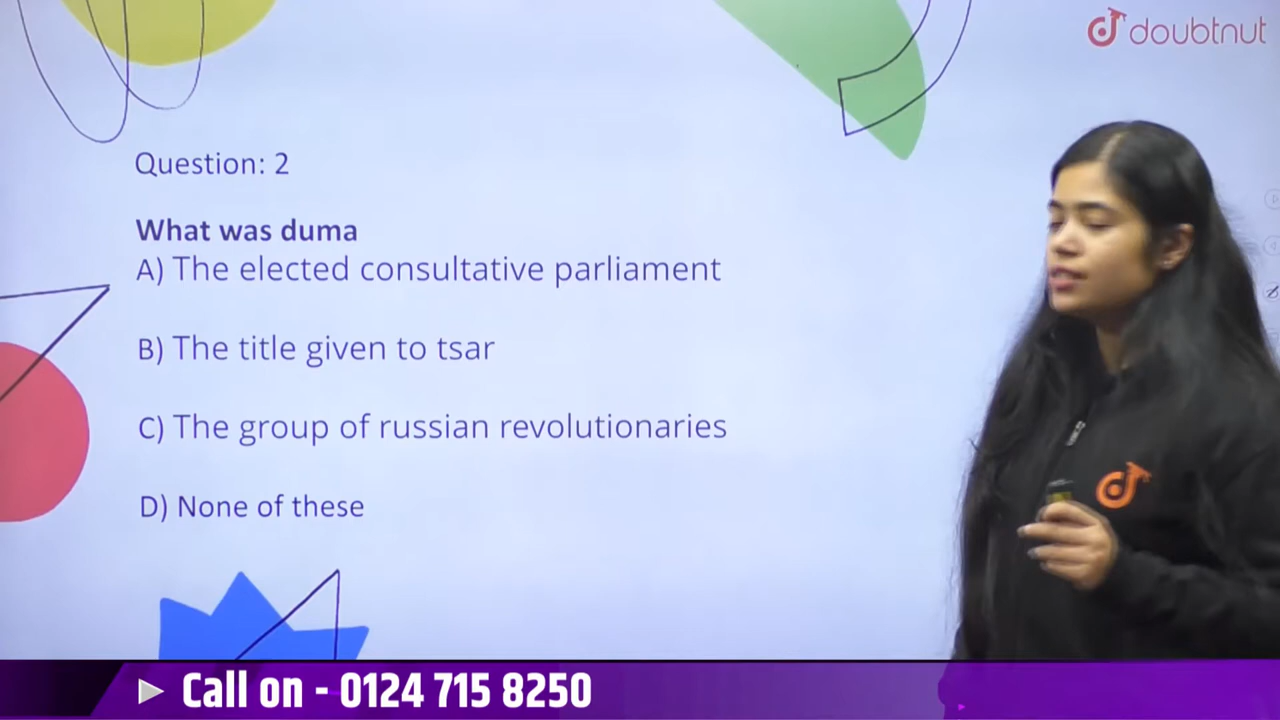 doubtnut
Question: 2
What was duma
A) The elected consultative parliament
B) The title given to tsar
C) The group of russian revolutionaries
D) None of these
Call on - 0124 715 8250